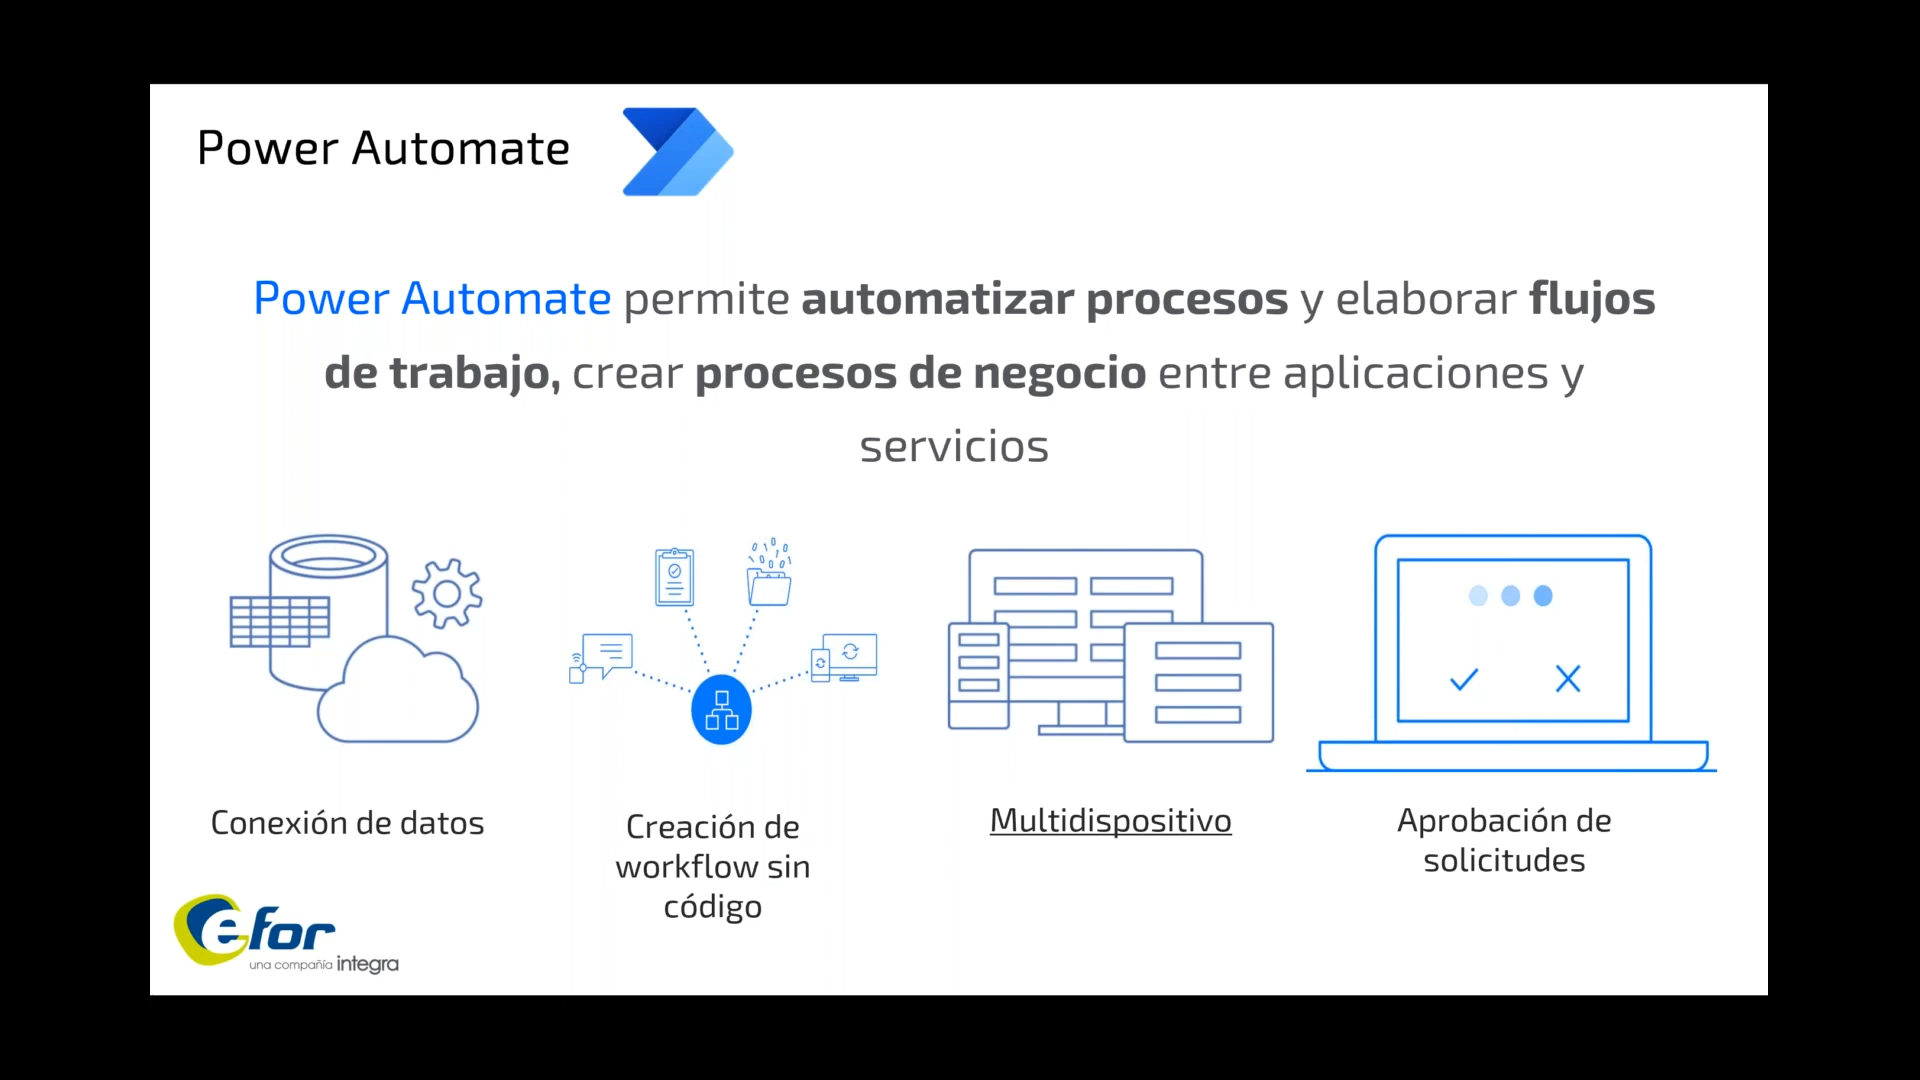 Power Automate
Power Automate permite automatizar procesos y elaborar flujos
de trabajo, crear procesos de negocio entre aplicaciones y
servicios
Conexión de datos
Creación de
workflow sin
código
Multidispositivo
Aprobación de
solicitudes
efor
una compañía integra